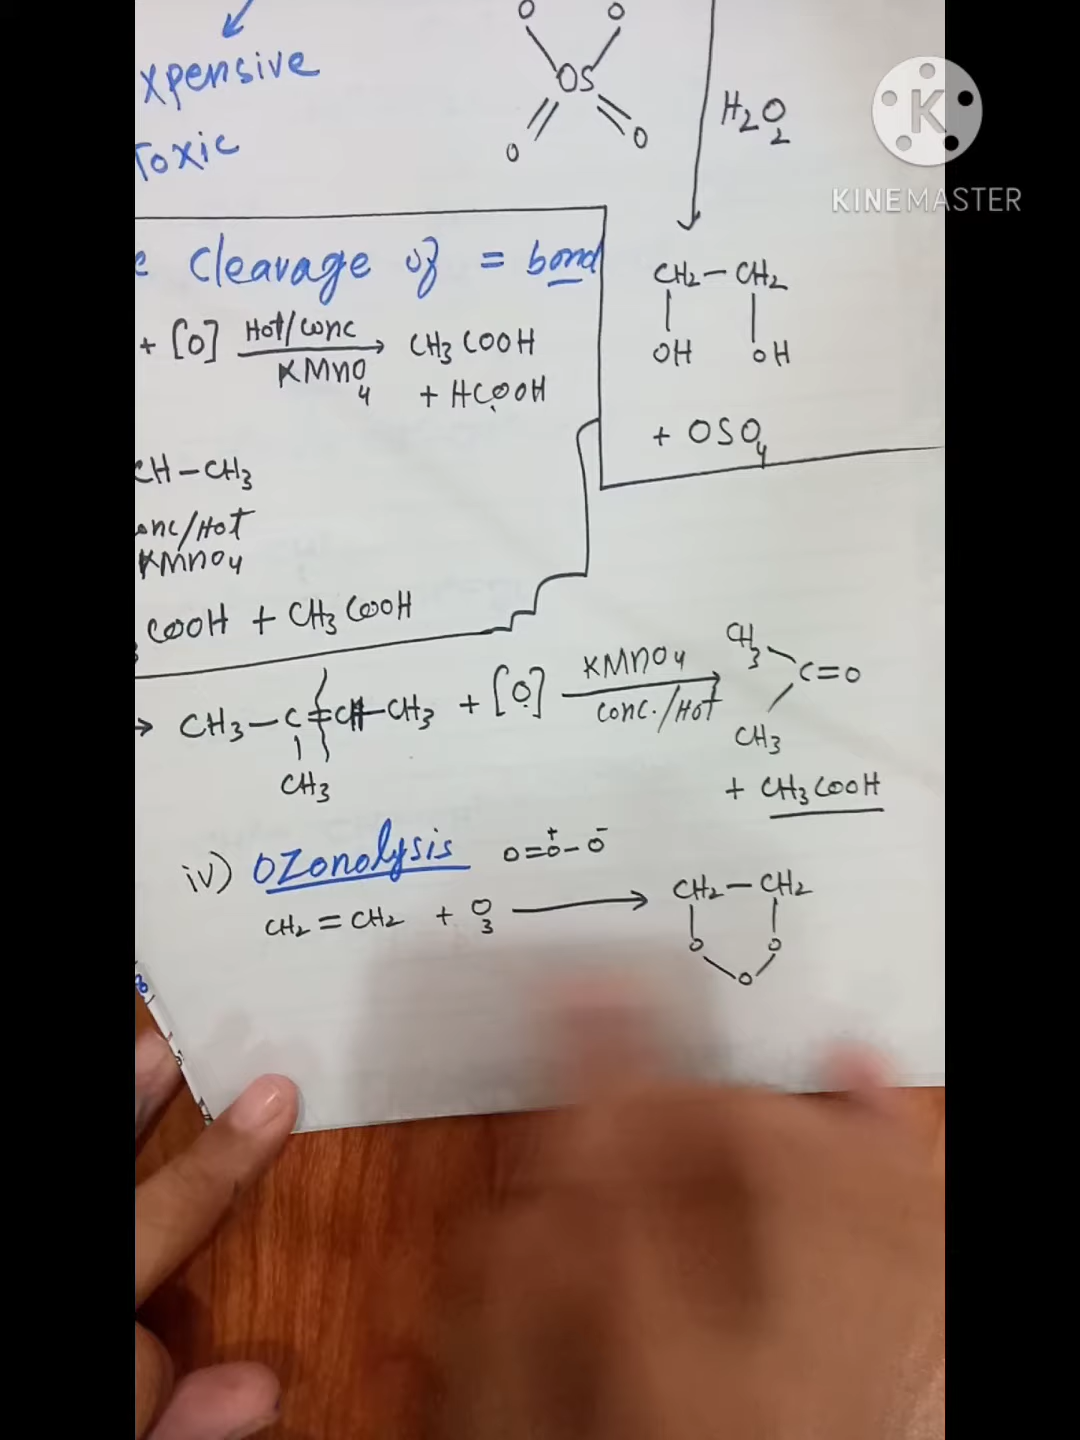 xpensive
Toxic
O O
OS
O O
H2O2
K
KINEMASTER
CH2-CH2
OH OH
+ OSO4
e cleavage of = bond
+ [O] Hot/conc KMnO4 CH3COOH
+ HCOOH
CH-CH3
onc/Hot
KMnO4
COOH + CH3COOH
CH3-C=CH-CH3 + [O] KMnO4 conc./Hot CH3 C=O
CH3 CH3
+ CH3COOH
iv) Ozonolysis O=O+-O-
CH2=CH2 + O3 CH2-CH2
O O
O